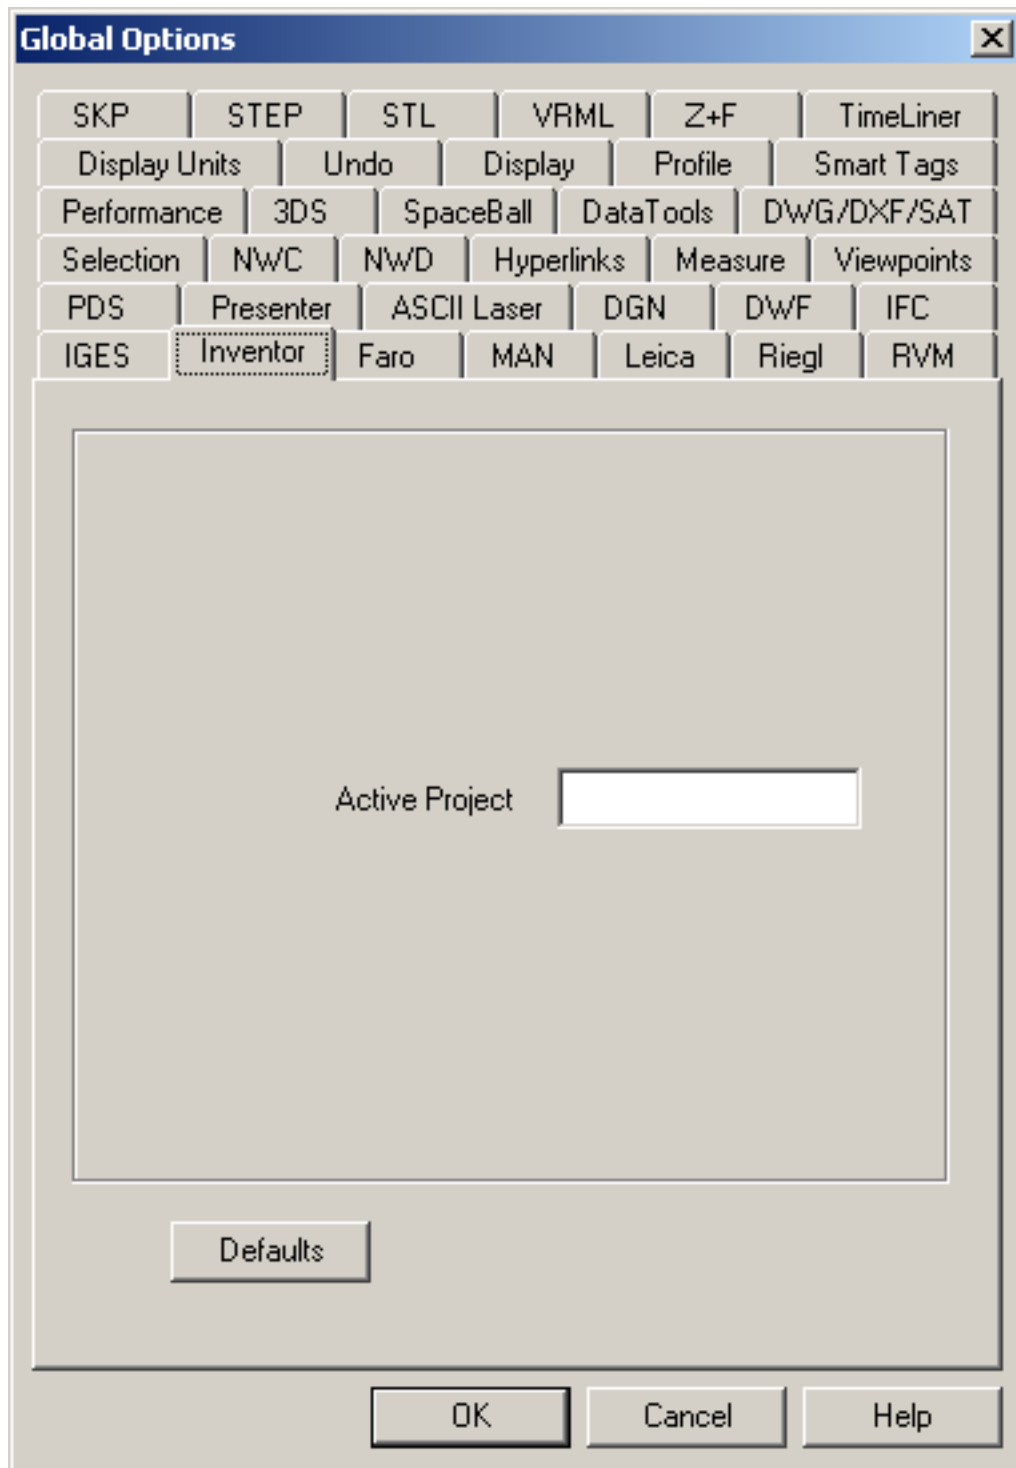 Global Options
SKP STEP STL VRML Z+F TimeLiner
Display Units Undo Display Profile Smart Tags
Performance 3DS SpaceBall DataTools DWG/DXF/SAT
Selection NWC NWD Hyperlinks Measure Viewpoints
PDS Presenter ASCII Laser DGN DWF IFC
IGES Inventor Faro MAN Leica Riegl RVM
Active Project
Defaults
OK Cancel Help